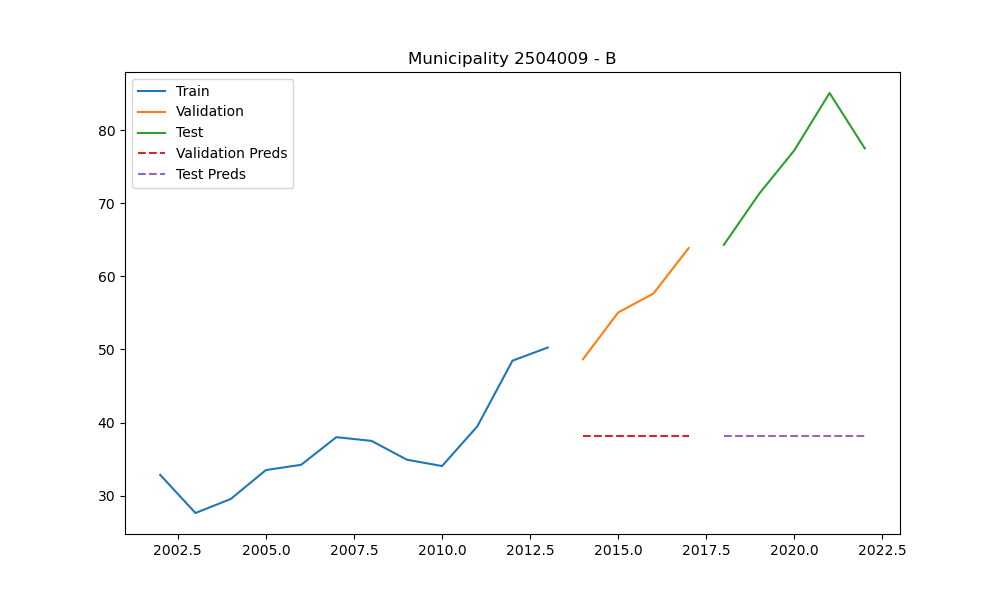 Municipality 2504009 - B
Train
Validation
Test
Validation Preds
Test Preds
80
70
60
50
40
30
2002.5 2005.0 2007.5 2010.0 2012.5 2015.0 2017.5 2020.0 2022.5